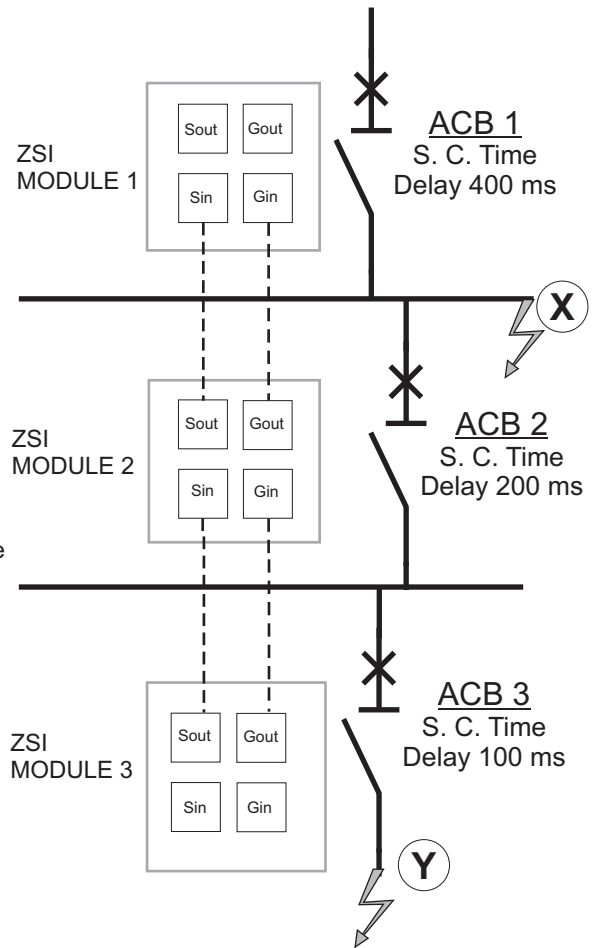 ZSI
MODULE 1
Sout
Gout
Sin
Gin
ACB 1
S. C. Time
Delay 400 ms
X
ZSI
MODULE 2
Sout
Gout
Sin
Gin
ACB 2
S. C. Time
Delay 200 ms
e
ZSI
MODULE 3
Sout
Gout
Sin
Gin
ACB 3
S. C. Time
Delay 100 ms
Y